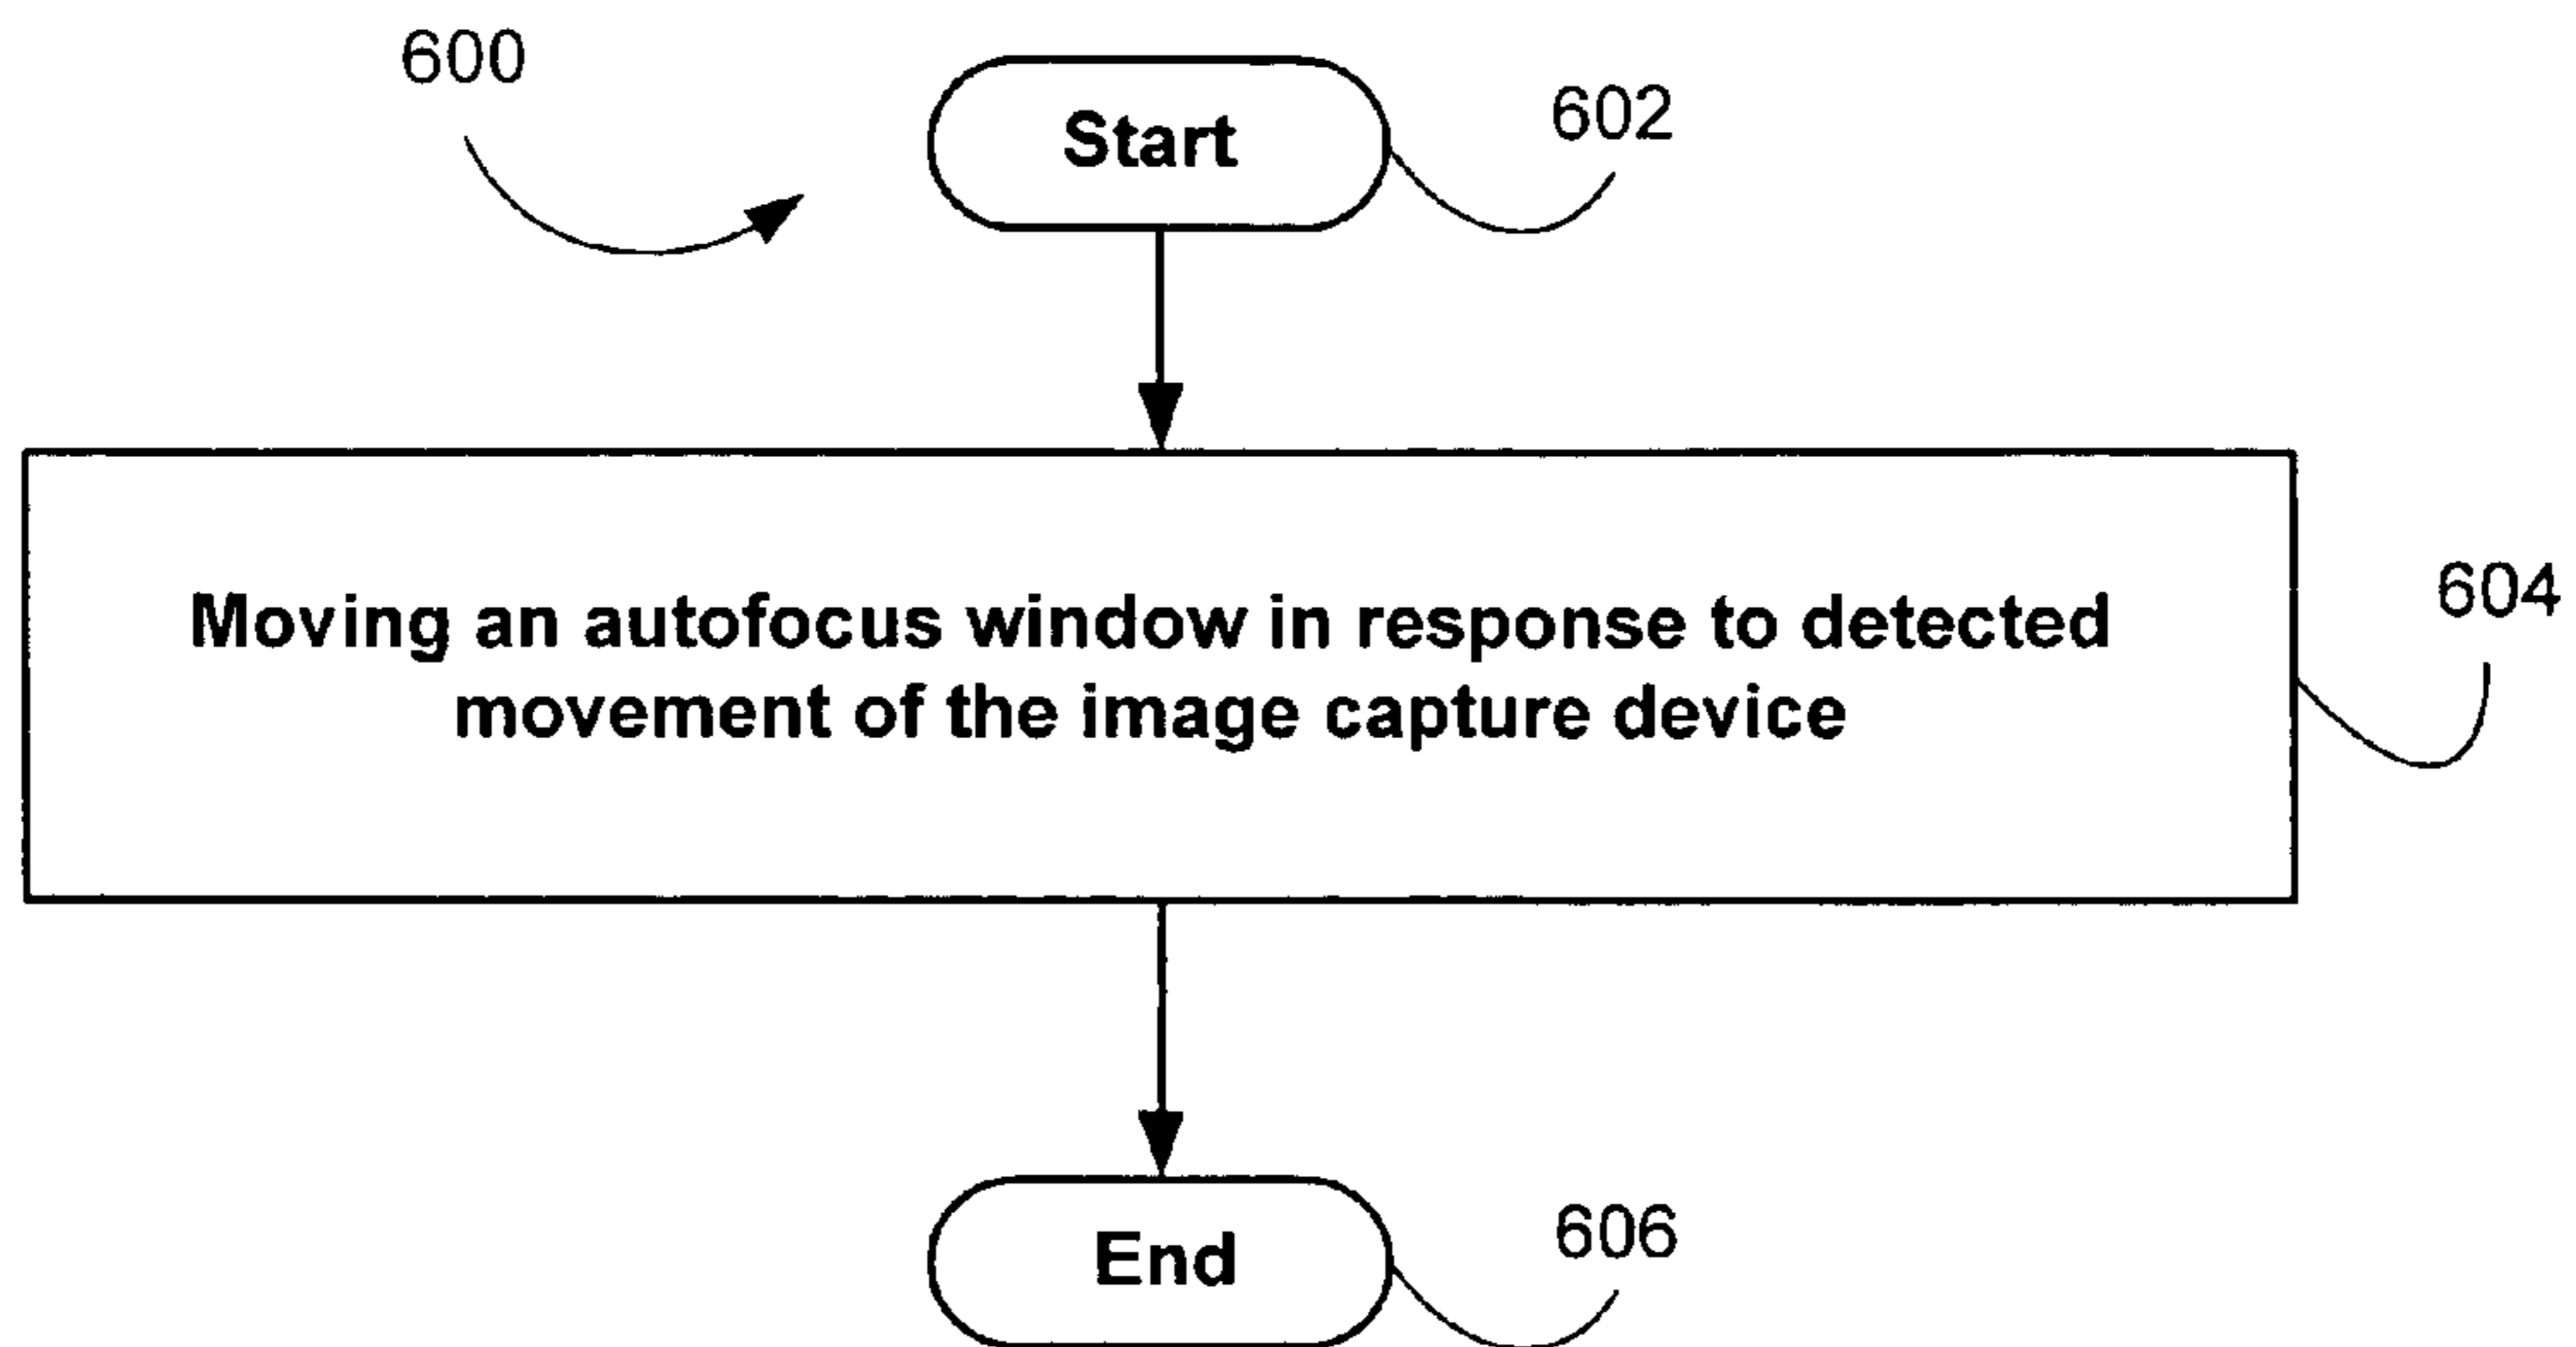 600
Start
602
Moving an autofocus window in response to detected
movement of the image capture device
604
End
606